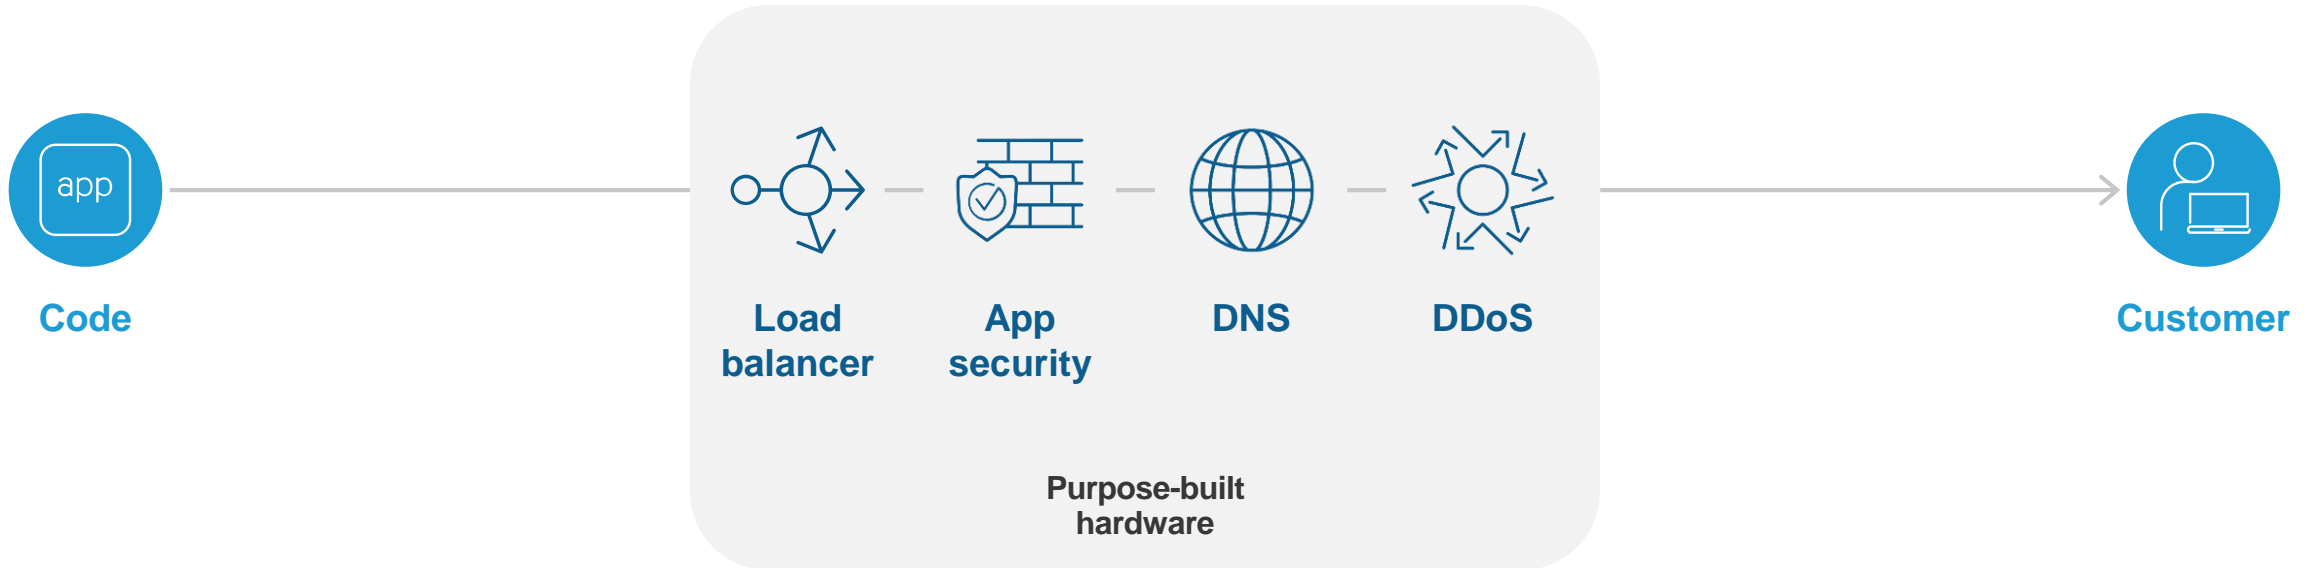 app
Code
Load
balancer
App
security
DNS
DDoS
Purpose-built
hardware
Customer